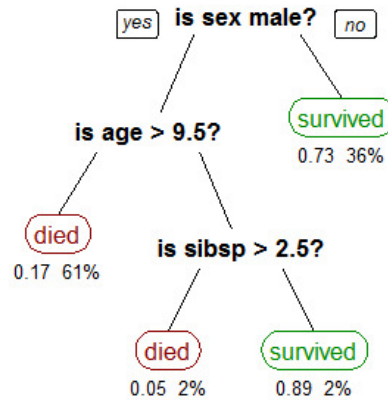 yes is sex male? no
is age > 9.5?
survived
0.73 36%
died
0.17 61%
is sibsp > 2.5?
died survived
0.05 2% 0.89 2%